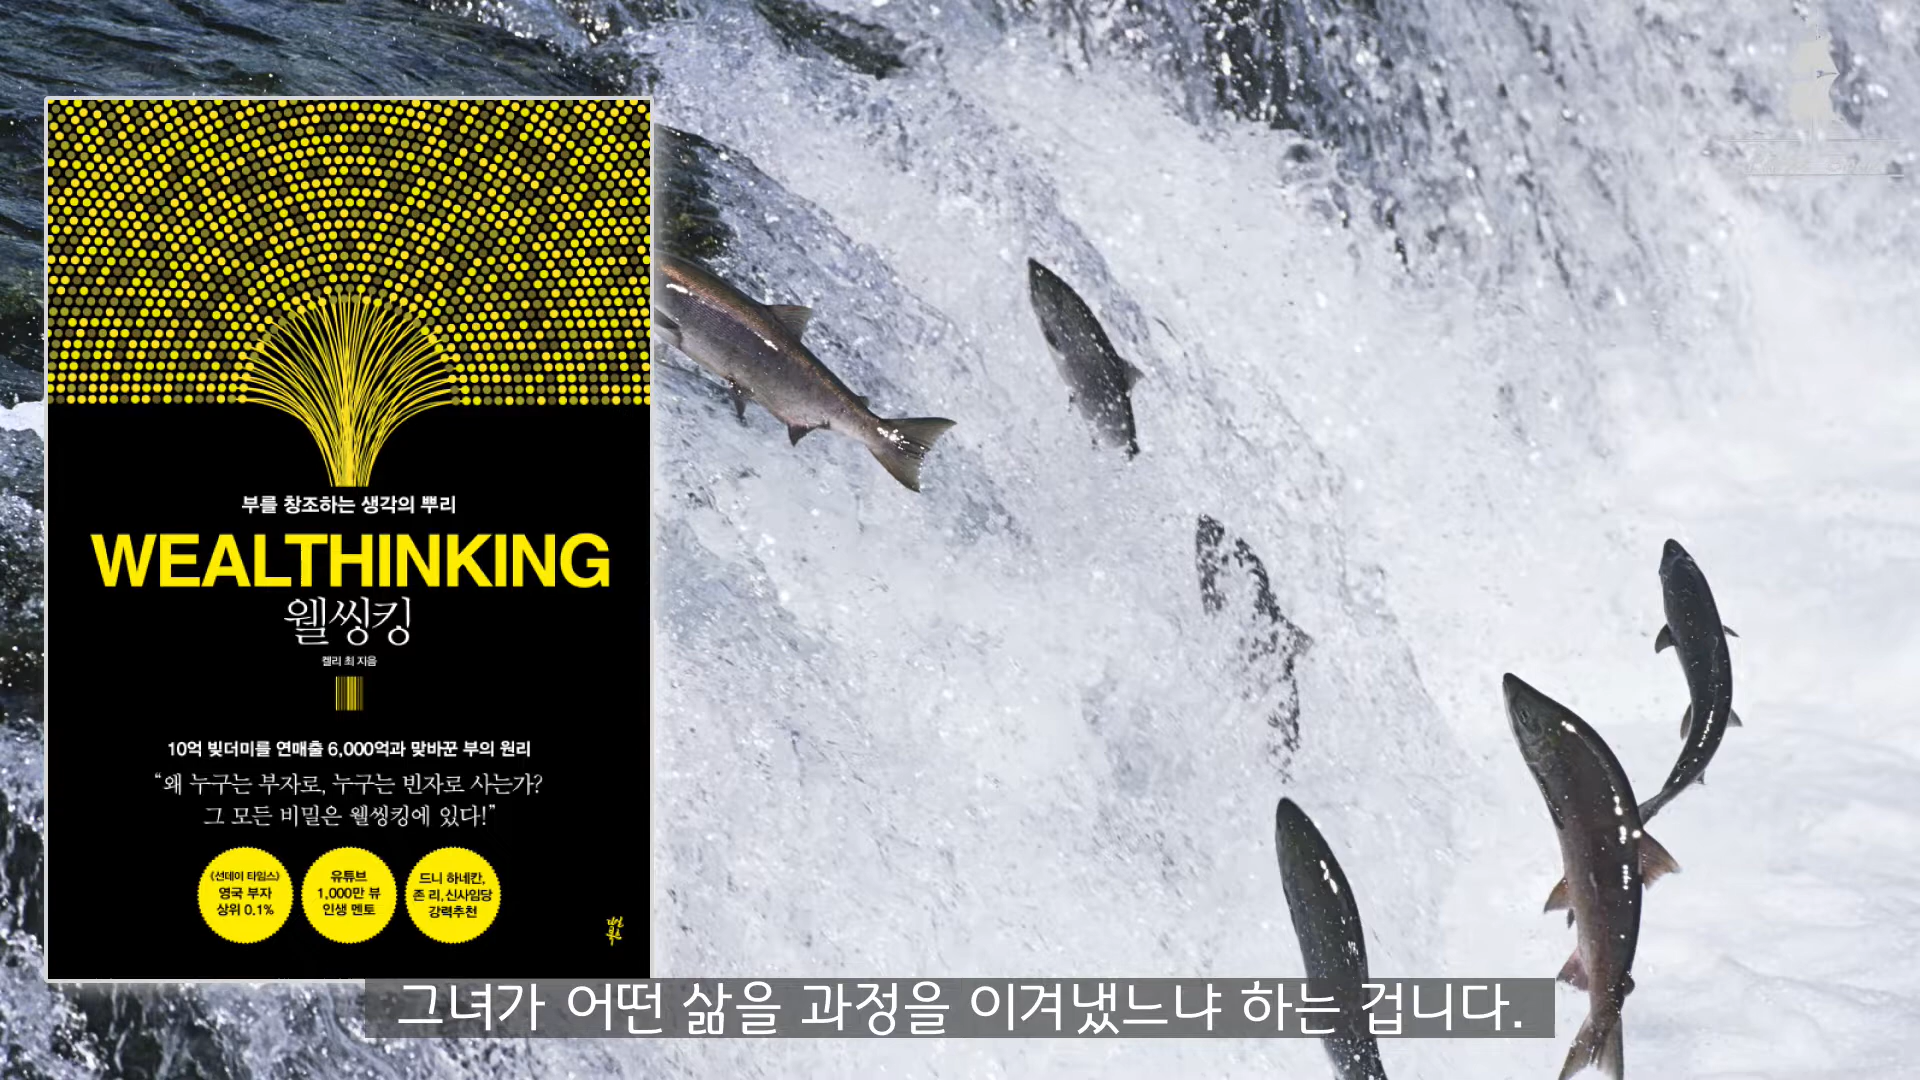 부를 창조하는 생각의 뿌리
WEALTHINKING
웰씽킹
켈리 최 지음
10억 빚더미를 연매출 6,000억과 맞바꾼 부의 원리
“왜 누구는 부자로, 누구는 빈자로 사는가?
그 모든 비밀은 웰씽킹에 있다!”
《선데이 타임스》
영국 부자
상위 0.1%
유튜브
1,000만 뷰
인생 멘토
드니 하네칸,
존 리, 신사임당
강력추천
그녀가 어떤 삶을 과정을 이겨냈느냐 하는 겁니다.